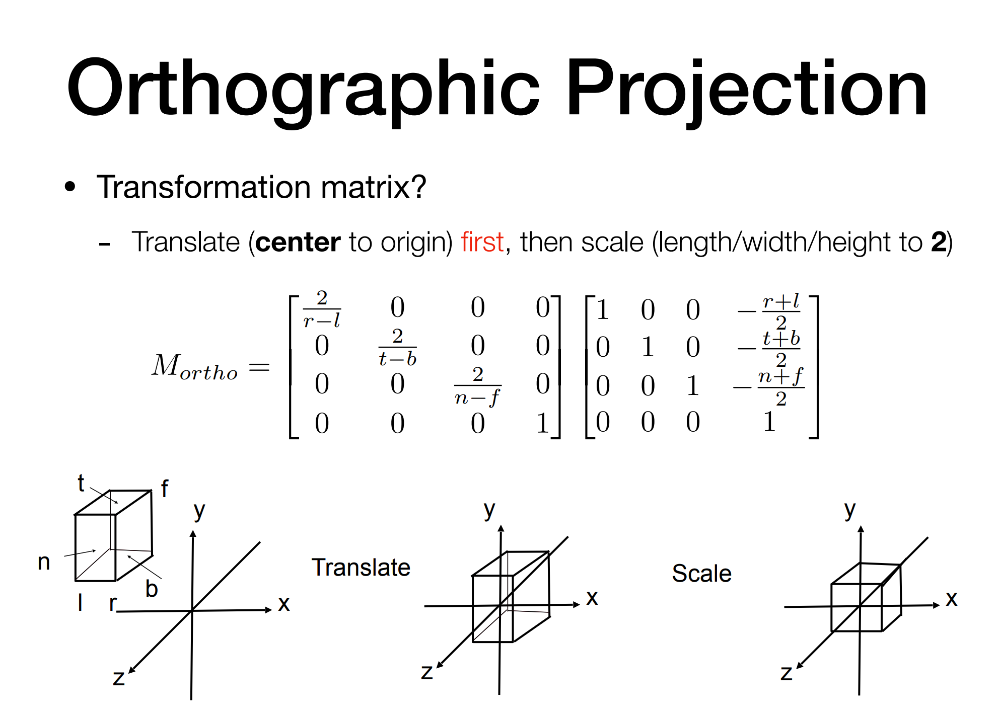 Orthographic Projection
• Transformation matrix?
- Translate (center to origin) first, then scale (length/width/height to 2)
M_{ortho} = \begin{bmatrix} \frac{2}{r-l} & 0 & 0 & 0 \\ 0 & \frac{2}{t-b} & 0 & 0 \\ 0 & 0 & \frac{2}{n-f} & 0 \\ 0 & 0 & 0 & 1 \end{bmatrix} \begin{bmatrix} 1 & 0 & 0 & -\frac{r+l}{2} \\ 0 & 1 & 0 & -\frac{t+b}{2} \\ 0 & 0 & 1 & -\frac{n+f}{2} \\ 0 & 0 & 0 & 1 \end{bmatrix}
t
f
n
b
l
r
y
x
z
Translate
y
x
z
Scale
y
x
z